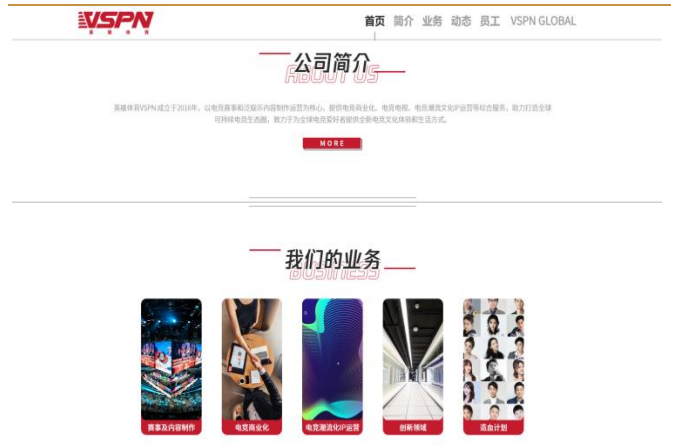 VSPN
英雄体育
首页 简介 业务 动态 员工 VSPN GLOBAL
公司简介
ABOUT US
英雄体育VSPN 成立于2016年，以电竞赛事和泛娱乐内容制作运营为核心，提供电竞商业化、电竞电视、电竞潮流文化IP运营等综合服务，助力打造全球
可持续电竞生态圈，致力于为全球电竞爱好者提供全新电竞文化体验和生活方式。
MORE
我们的业务
BUSINESS
赛事及内容制作 电竞商业化 电竞潮流化IP运营 创新领域 造血计划